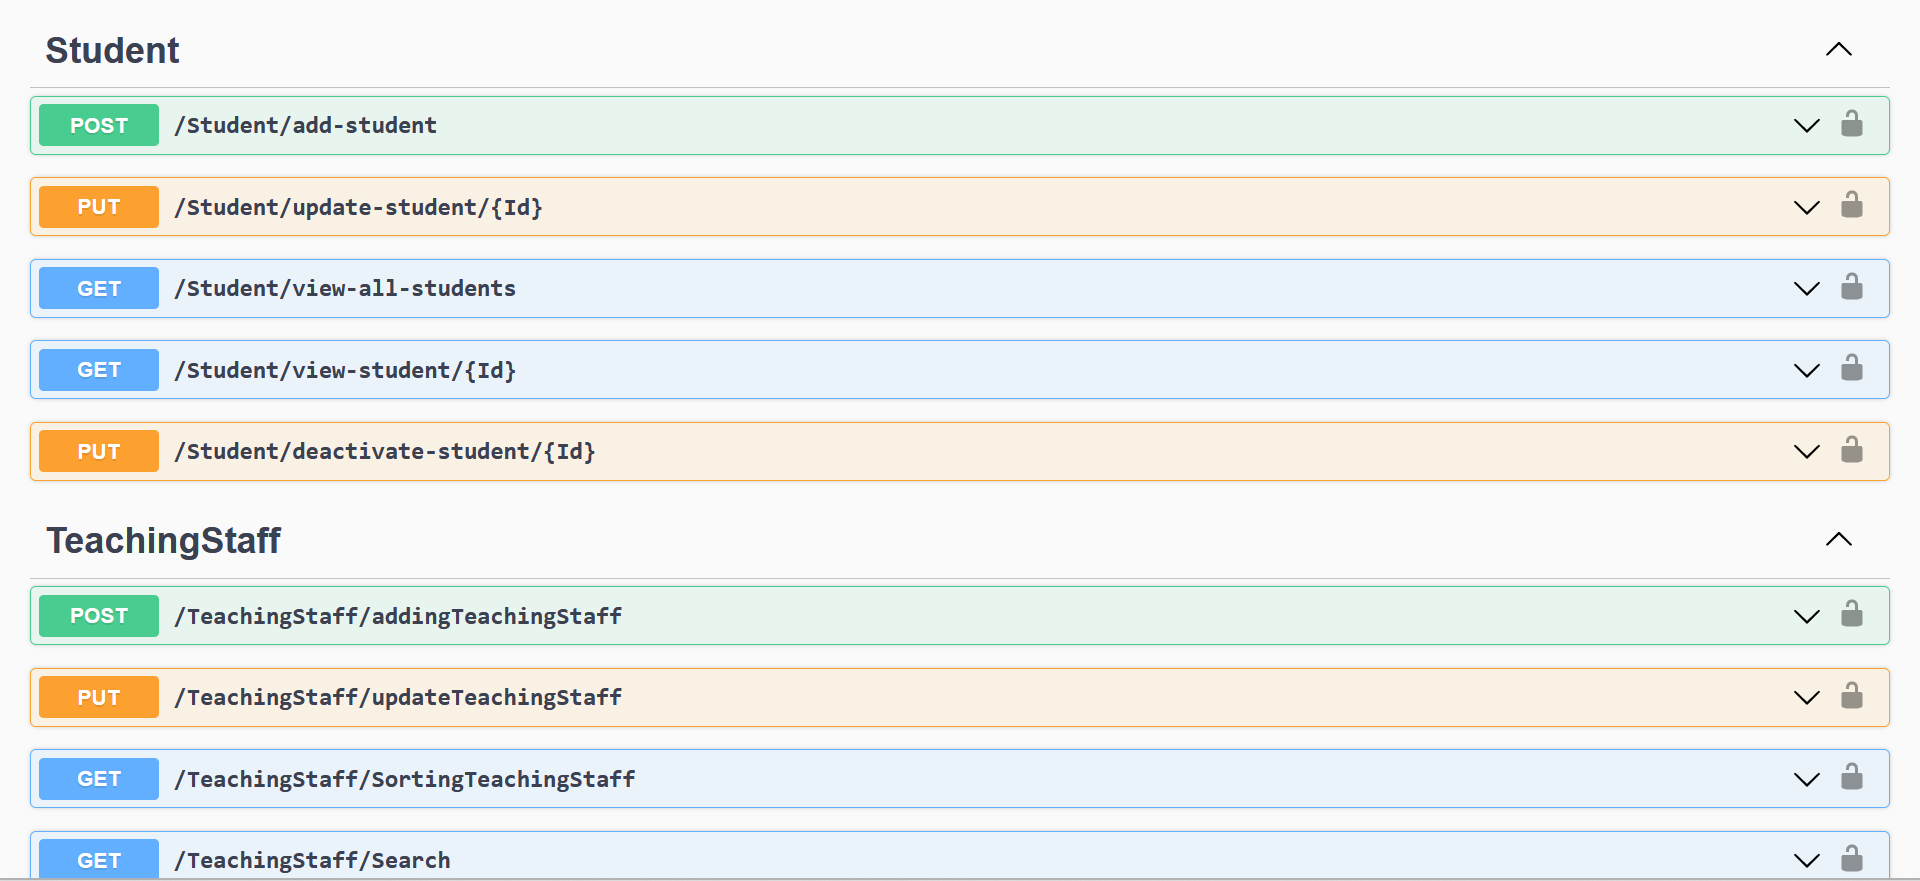 Student
POST /Student/add-student
PUT /Student/update-student/{Id}
GET /Student/view-all-students
GET /Student/view-student/{Id}
PUT /Student/deactivate-student/{Id}
TeachingStaff
POST /TeachingStaff/addingTeachingStaff
PUT /TeachingStaff/updateTeachingStaff
GET /TeachingStaff/SortingTeachingStaff
GET /TeachingStaff/Search